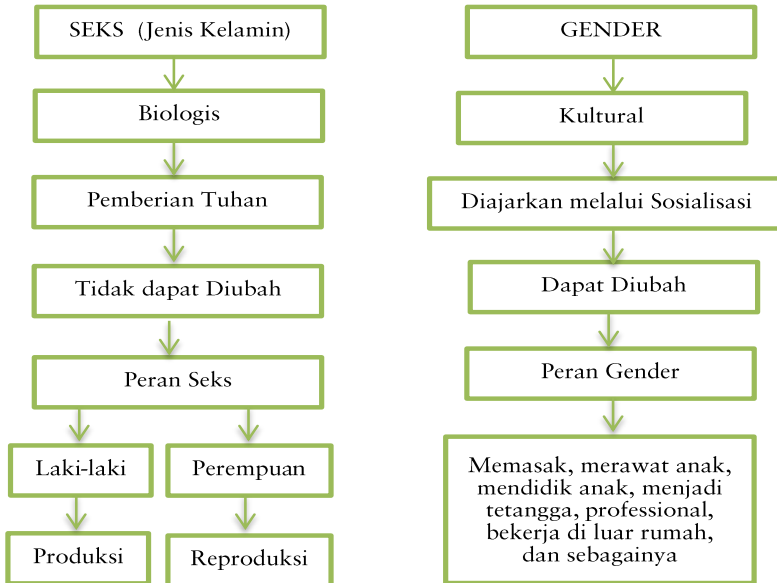 SEKS (Jenis Kelamin)
Biologis
Pemberian Tuhan
Tidak dapat Diubah
Peran Seks
Laki-laki
Perempuan
Produksi
Reproduksi
GENDER
Kultural
Diajarkan melalui Sosialisasi
Dapat Diubah
Peran Gender
Memasak, merawat anak,
mendidik anak, menjadi
tetangga, professional,
bekerja di luar rumah,
dan sebagainya